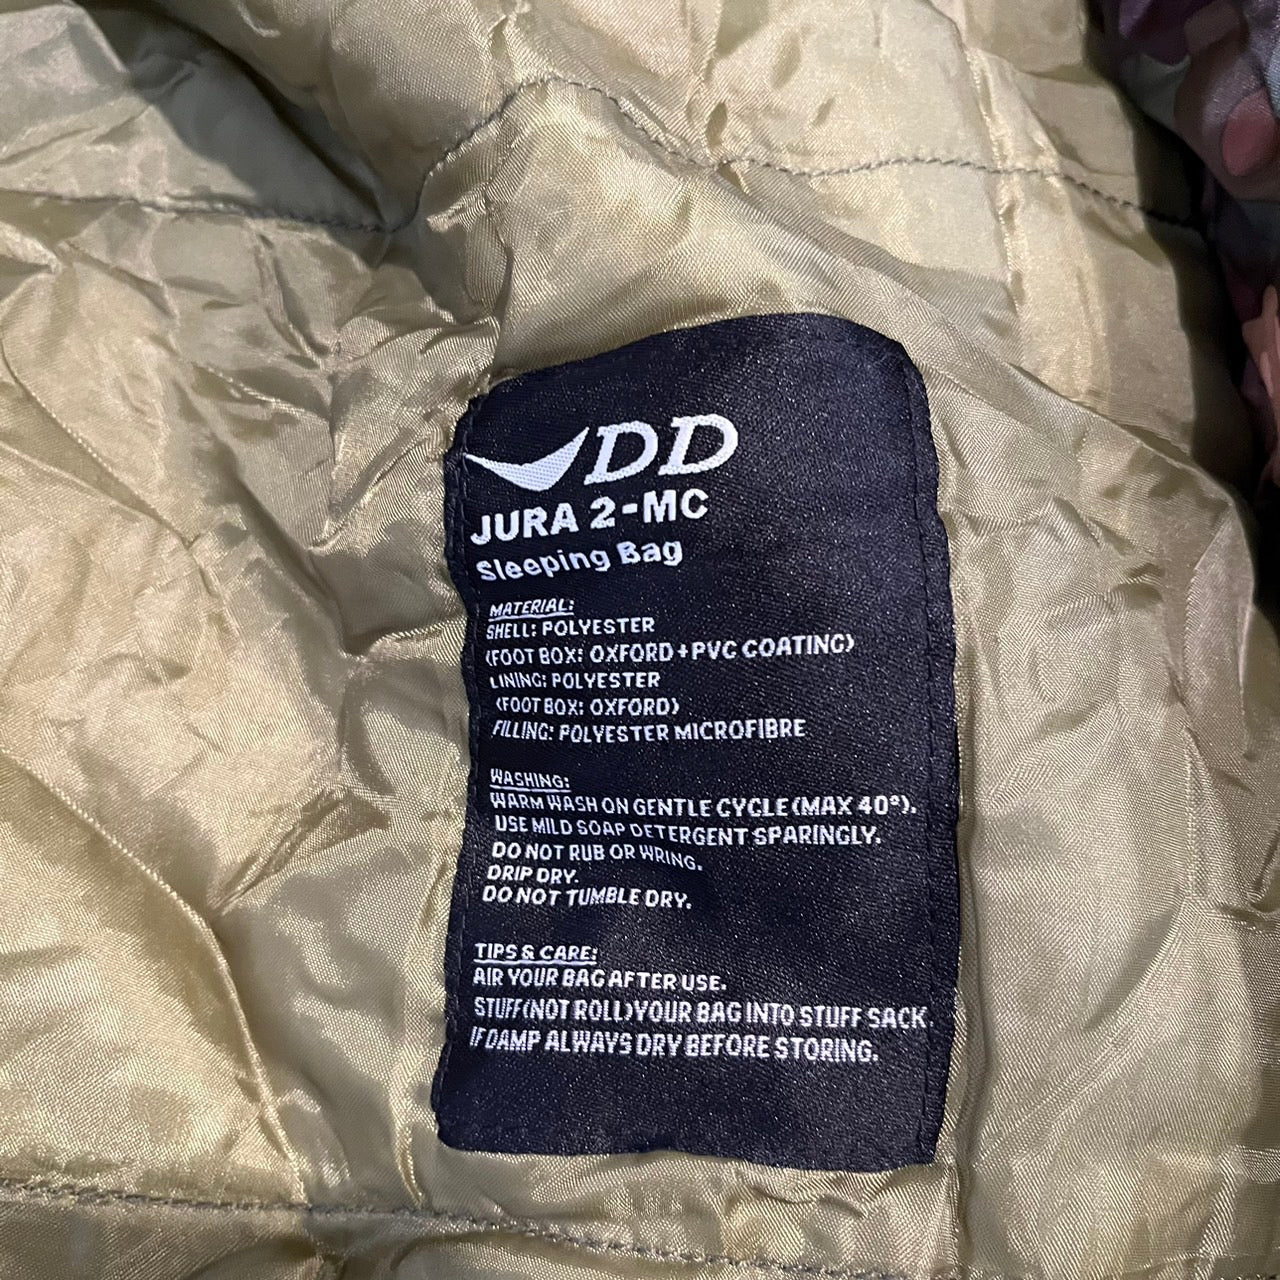 DD
JURA 2-MC
Sleeping Bag
MATERIAL:
SHELL: POLYESTER
(FOOT BOX: OXFORD+PVC COATING)
LINING: POLYESTER
(FOOT BOX: OXFORD)
FILLING: POLYESTER MICROFIBRE
WASHING:
WARM WASH ON GENTLE CYCLE (MAX 40°).
USE MILD SOAP DETERGENT SPARINGLY.
DO NOT RUB OR WRING.
DRIP DRY.
DO NOT TUMBLE DRY.
TIPS & CARE:
AIR YOUR BAG AFTER USE.
STUFF(NOT ROLL)YOUR BAG INTO STUFF SACK.
IF DAMP ALWAYS DRY BEFORE STORING.